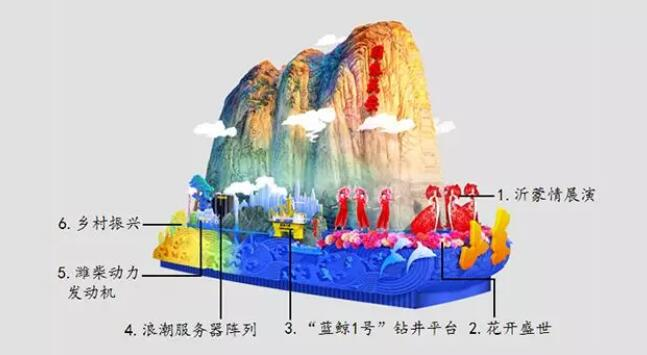 1. 沂蒙情展演
6. 乡村振兴
5. 潍柴动力
发动机
4. 浪潮服务器阵列
3. “蓝鲸1号”钻井平台
2. 花开盛世